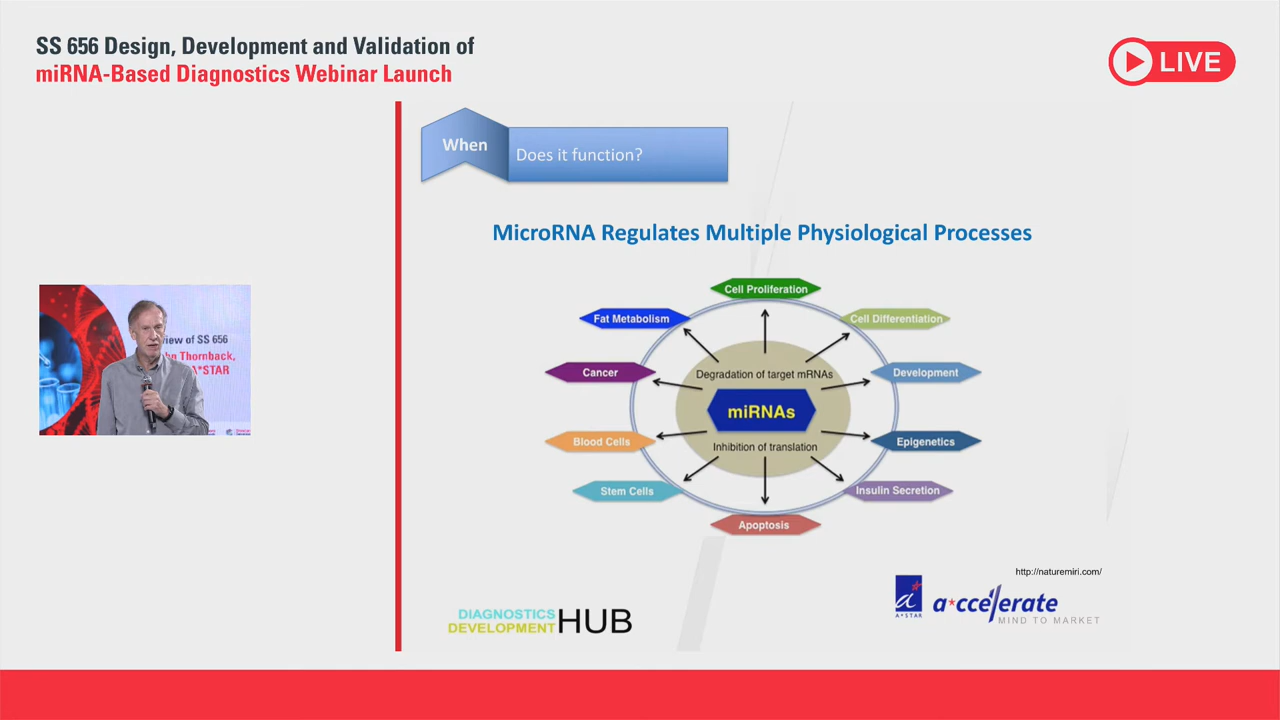 SS 656 Design, Development and Validation of
miRNA-Based Diagnostics Webinar Launch
LIVE
When
Does it function?
MicroRNA Regulates Multiple Physiological Processes
Cell Proliferation
Fat Metabolism
Cell Differentiation
Cancer
Degradation of target mRNAs
Development
miRNAs
Blood Cells
Inhibition of translation
Epigenetics
Stem Cells
Insulin Secretion
Apoptosis
view of SS 656
hn Thornback,
A*STAR
http://naturemiri.com/
DIAGNOSTICS
DEVELOPMENT HUB
A*STAR
a*ccelerate
MIND TO MARKET